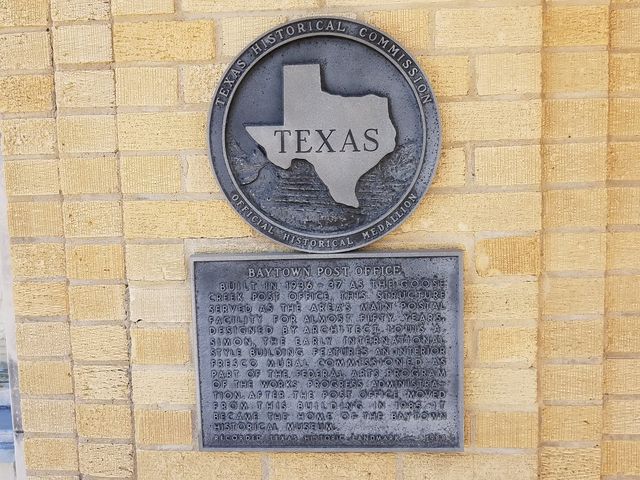 TEXAS HISTORICAL COMMISSION
TEXAS
OFFICIAL HISTORICAL MEDALLION
BAYTOWN POST OFFICE
BUILT IN 1936-37 AS THE GOOSE
CREEK POST OFFICE, THIS STRUCTURE
SERVED AS THE AREA'S MAIN POSTAL
FACILITY FOR ALMOST FIFTY YEARS.
DESIGNED BY ARCHITECT LOUIS A.
SIMON, THE EARLY INTERNATIONAL
STYLE BUILDING FEATURES AN INTERIOR
FRESCO MURAL COMMISSIONED AS
PART OF THE FEDERAL ARTS PROGRAM
OF THE WORKS PROGRESS ADMINISTRA-
TION. AFTER THE POST OFFICE MOVED
FROM THIS BUILDING IN 1985, IT
BECAME THE HOME OF THE BAYTOWN
HISTORICAL MUSEUM.
RECORDED TEXAS HISTORIC LANDMARK